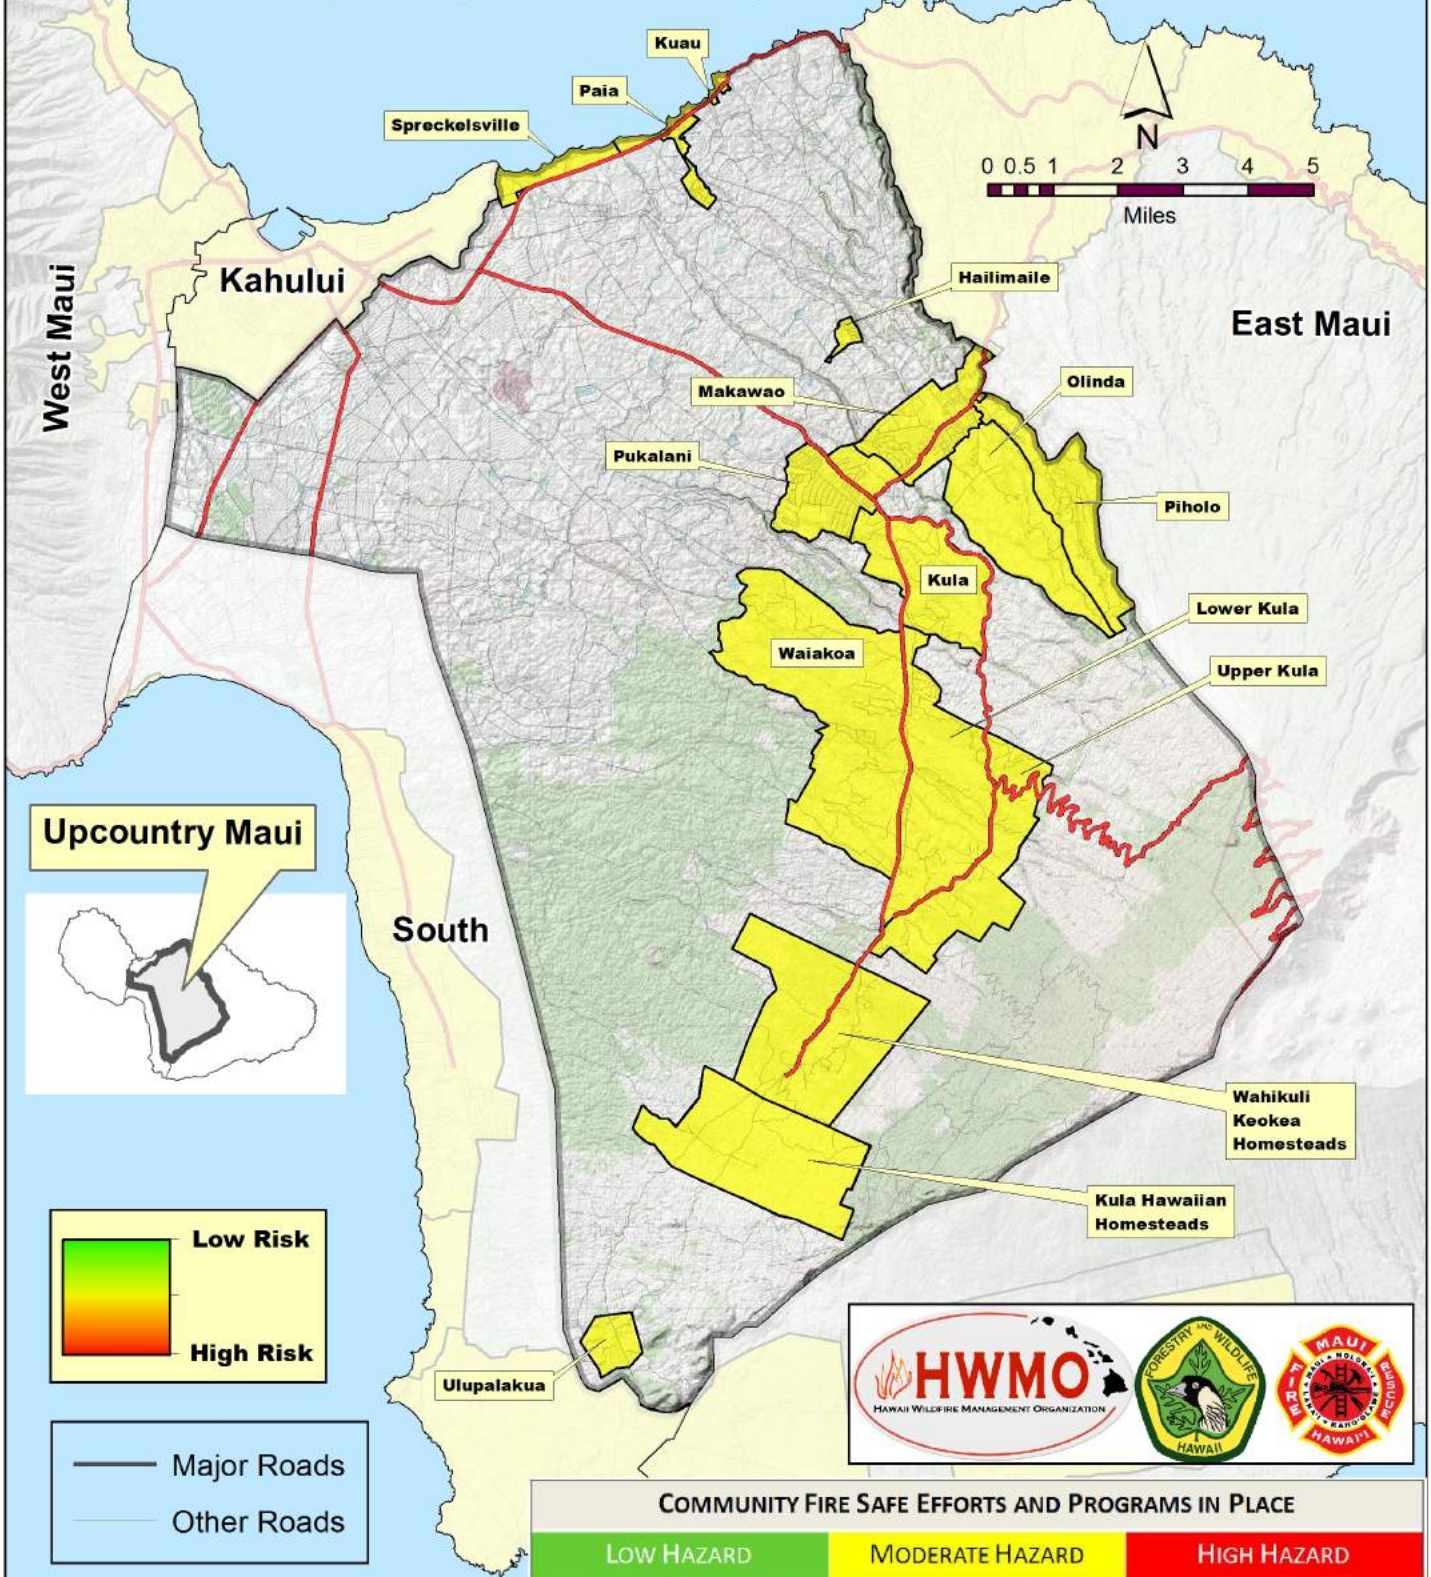 Kuau
Paia
Spreckelsville
N
0 0.5 1 2 3 4 5
Miles
Kahului
West Maui
Hailimaile
East Maui
Makawao
Olinda
Pukalani
Piholo
Kula
Lower Kula
Waiakoa
Upper Kula
Upcountry Maui
South
Wahikuli
Keokea
Homesteads
Kula Hawaiian
Homesteads
Low Risk
High Risk
Ulupalakua
HWMO
HAWAII WILDFIRE MANAGEMENT ORGANIZATION
FORESTRY AND WILDLIFE
HAWAII
MAUI
FIRE
RESCUE
HAWAI'I
Major Roads
Other Roads
COMMUNITY FIRE SAFE EFFORTS AND PROGRAMS IN PLACE
LOW HAZARD
MODERATE HAZARD
HIGH HAZARD